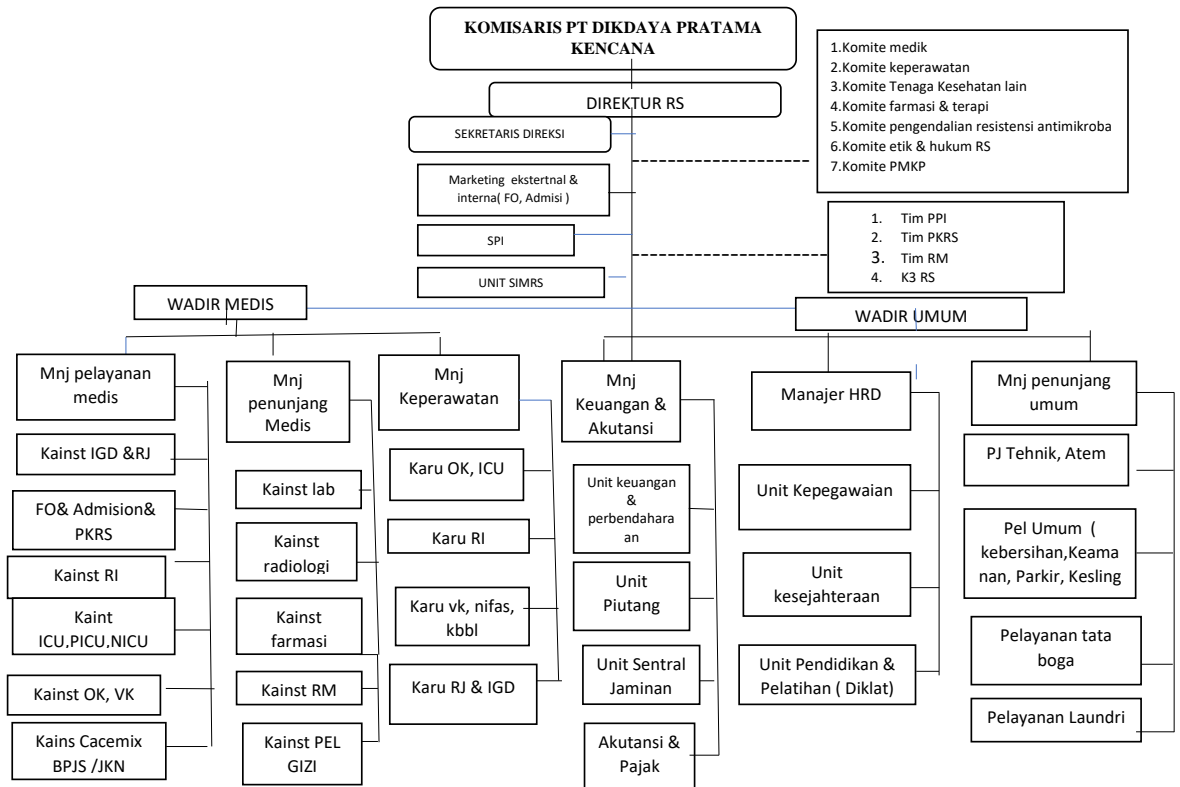 KOMISARIS PT DIKDAYA PRATAMA
KENCANA
DIREKTUR RS
SEKRETARIS DIREKSI
Marketing ekstertnal &
interna( FO, Admisi )
SPI
UNIT SIMRS
1.Komite medik
2.Komite keperawatan
3.Komite Tenaga Kesehatan lain
4.Komite farmasi & terapi
5.Komite pengendalian resistensi antimikroba
6.Komite etik & hukum RS
7.Komite PMKP
1. Tim PPI
2. Tim PKRS
3. Tim RM
4. K3 RS
WADIR MEDIS
WADIR UMUM
Mnj pelayanan
medis
Kainst IGD &RJ
FO& Admision&
PKRS
Kainst RI
Kaint
ICU,PICU,NICU
Kainst OK, VK
Kains Cacemix
BPJS /JKN
Mnj
penunjang
Medis
Kainst lab
Kainst
radiologi
Kainst
farmasi
Kainst RM
Kainst PEL
GIZI
Mnj
Keperawatan
Karu OK, ICU
Karu RI
Karu vk, nifas,
kbbl
Karu RJ & IGD
Mnj
Keuangan &
Akutansi
Unit keuangan
&
perbendahara
an
Unit
Piutang
Unit Sentral
Jaminan
Akutansi &
Pajak
Manajer HRD
Unit Kepegawaian
Unit
kesejahteraan
Unit Pendidikan &
Pelatihan ( Diklat)
Mnj penunjang
umum
PJ Tehnik, Atem
Pel Umum (
kebersihan,Keama
nan, Parkir, Kesling
Pelayanan tata
boga
Pelayanan Laundri